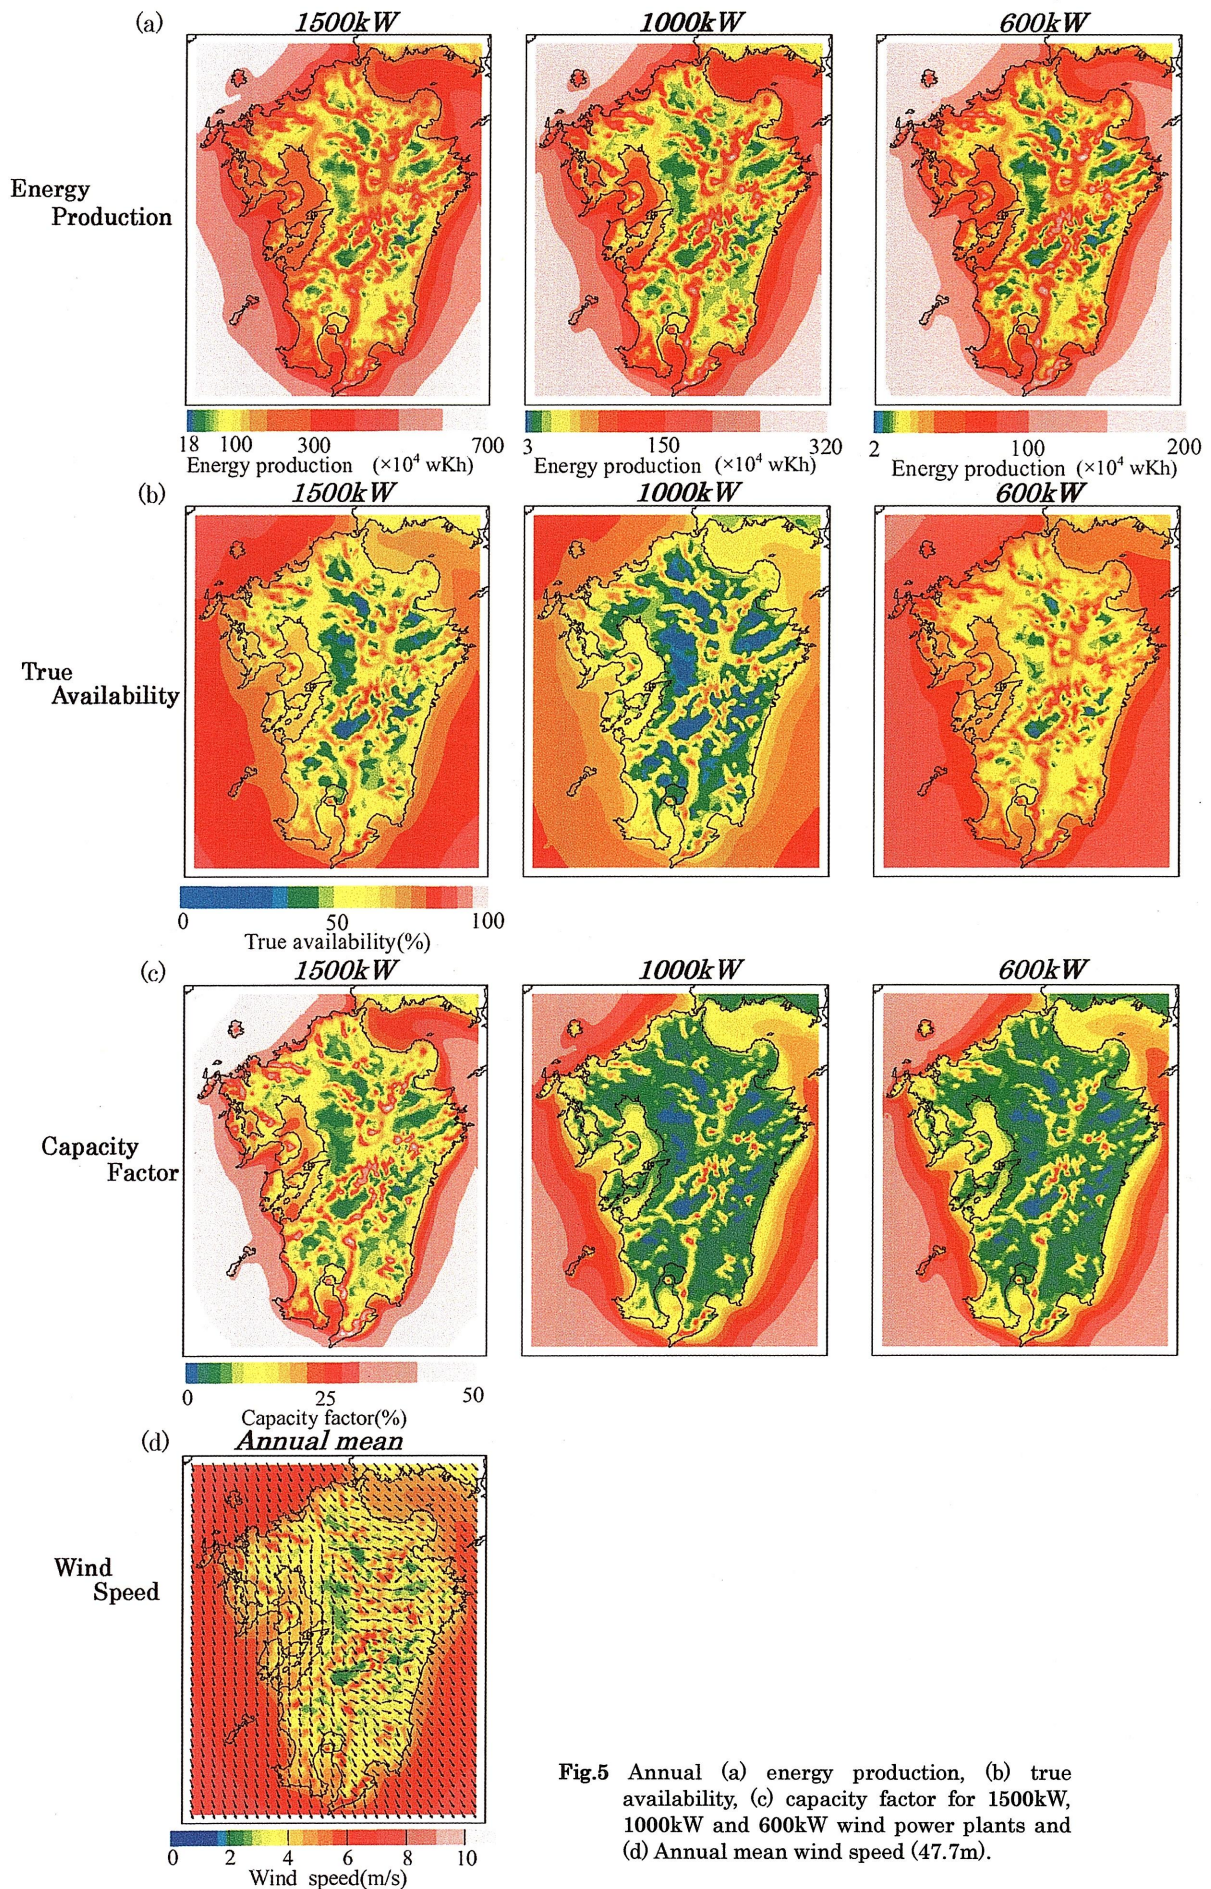 (a) 1500kW 1000kW 600kW
Energy
Production
18 100 300 700 3 150 320 2 100 200
Energy production (×10⁴ wKh) Energy production (×10⁴ wKh) Energy production (×10⁴ wKh)
(b) 1500kW 1000kW 600kW
True
Availability
0 50 100
True availability(%)
(c) 1500kW 1000kW 600kW
Capacity
Factor
0 25 50
Capacity factor(%)
(d) Annual mean
Wind
Speed
0 2 4 6 8 10
Wind speed(m/s)
Fig.5 Annual (a) energy production, (b) true
availability, (c) capacity factor for 1500kW,
1000kW and 600kW wind power plants and
(d) Annual mean wind speed (47.7m).